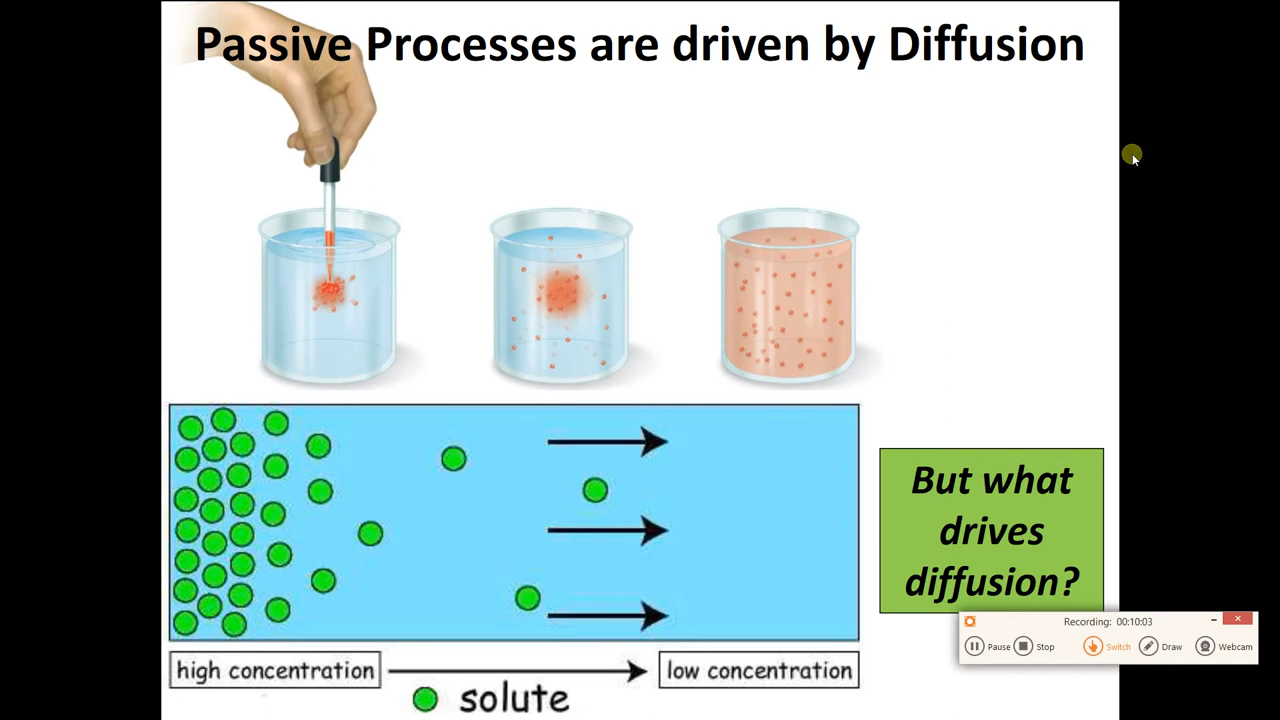 Passive Processes are driven by Diffusion
But what
drives
diffusion?
Recording: 00:10:03
Pause Stop Switch Draw Webcam
high concentration
low concentration
solute